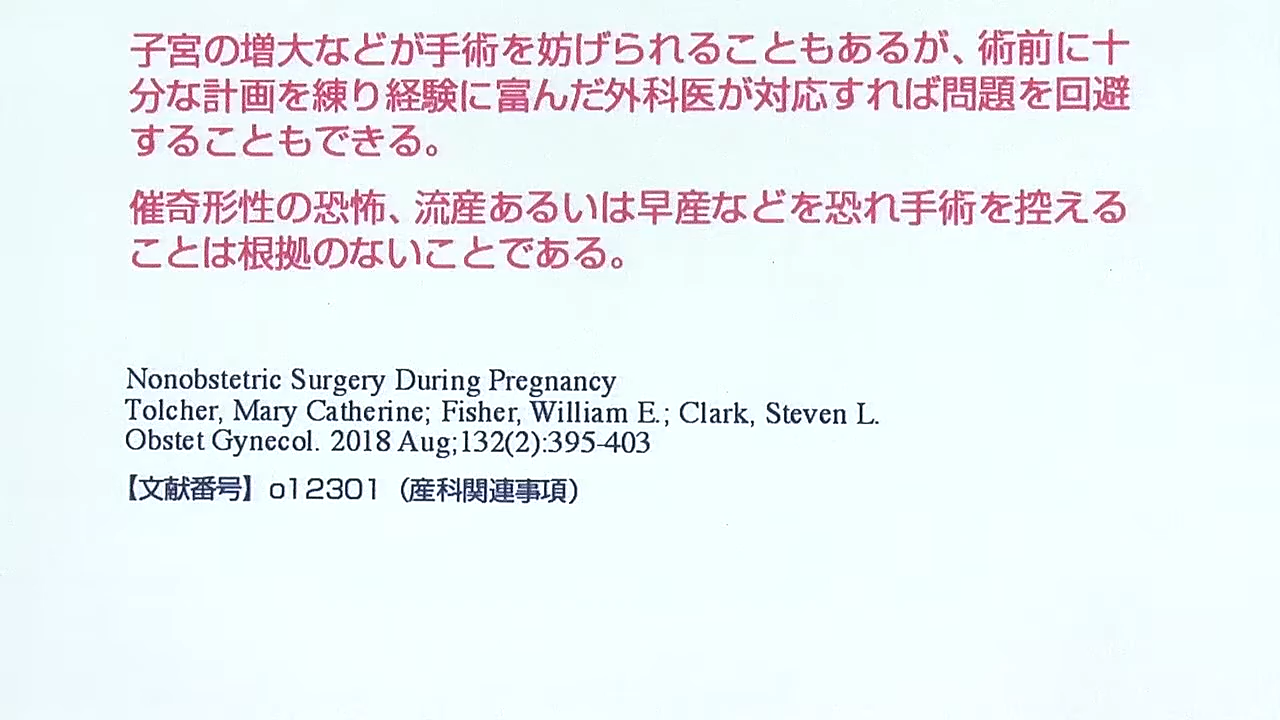 子宮の増大などが手術を妨げられることもあるが、術前に十
分な計画を練り経験に富んだ外科医が対応すれば問題を回避
することもできる。
催奇形性の恐怖、流産あるいは早産などを恐れ手術を控える
ことは根拠のないことである。
Nonobstetric Surgery During Pregnancy
Tolcher, Mary Catherine; Fisher, William E.; Clark, Steven L.
Obstet Gynecol. 2018 Aug;132(2):395-403
【文献番号】o12301（産科関連事項）